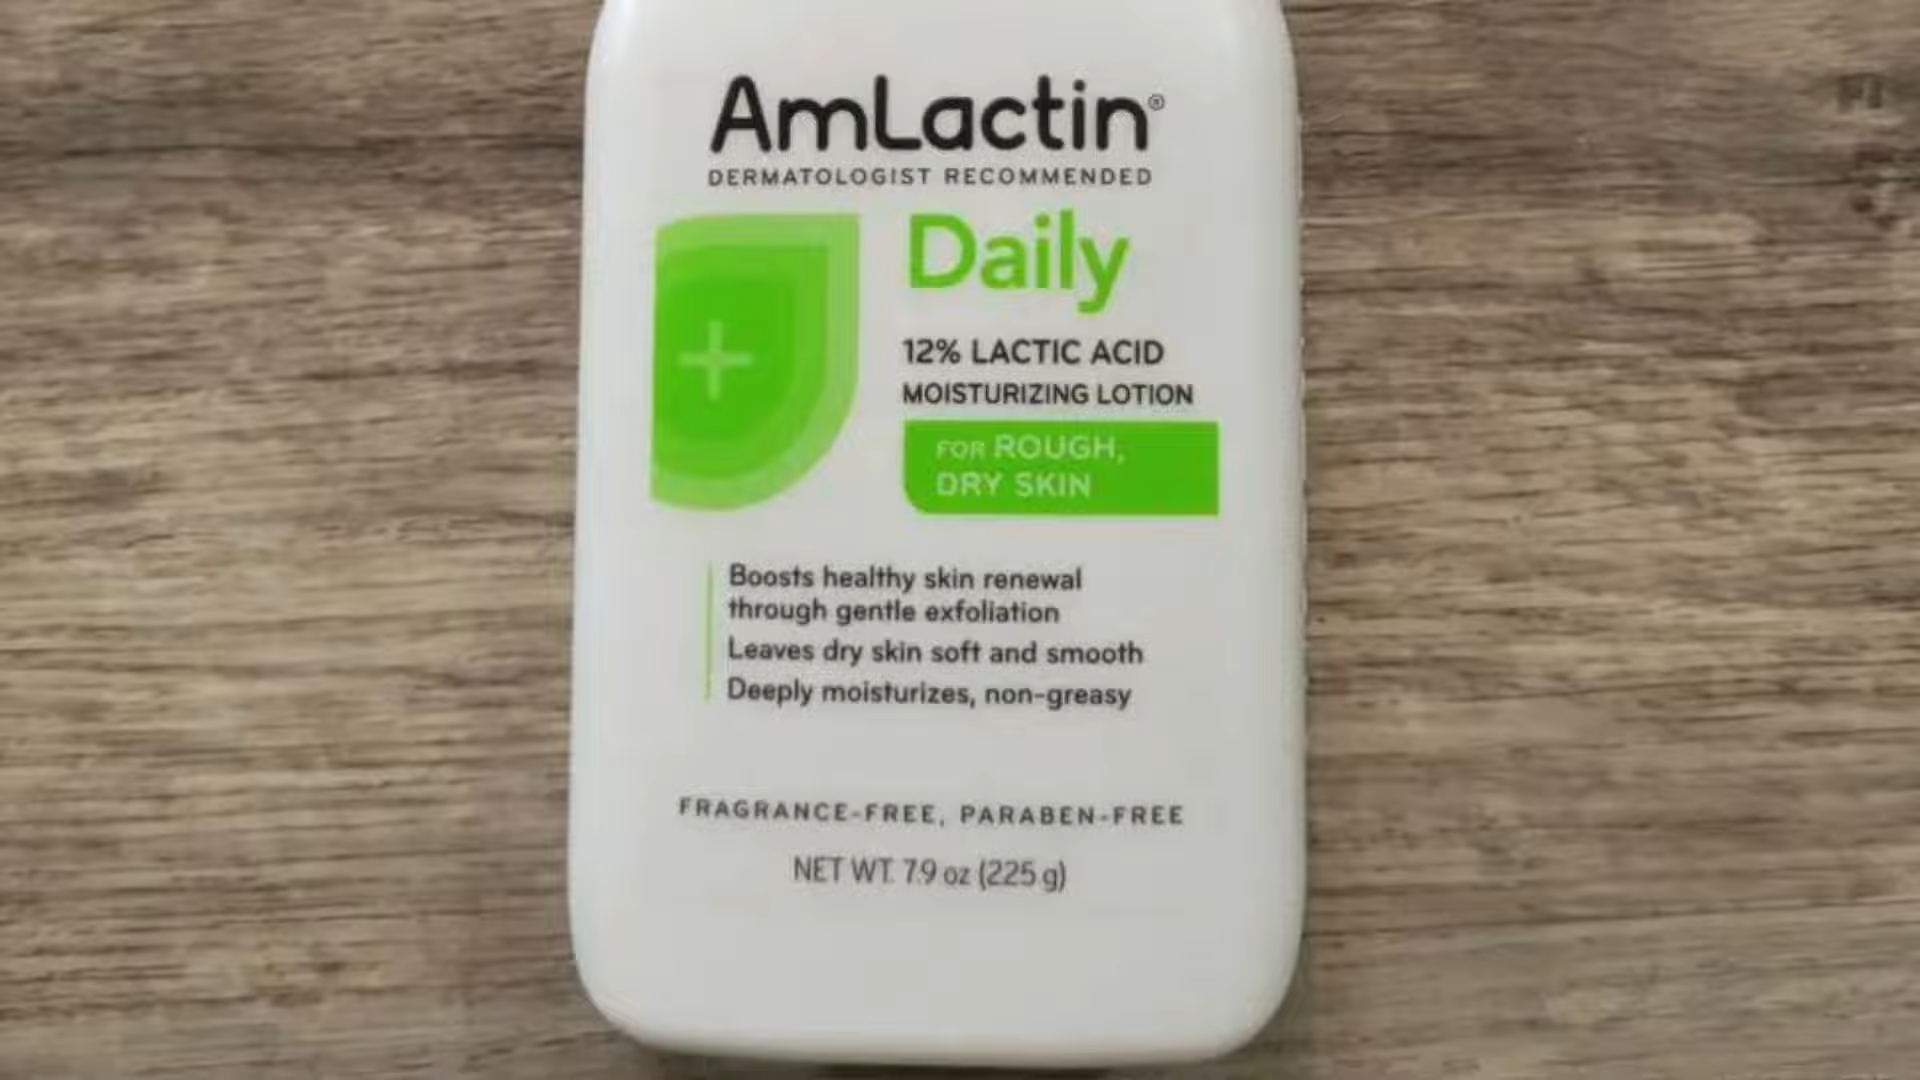 AmLactin®
DERMATOLOGIST RECOMMENDED
Daily
12% LACTIC ACID
MOISTURIZING LOTION
FOR ROUGH,
DRY SKIN
Boosts healthy skin renewal
through gentle exfoliation
Leaves dry skin soft and smooth
Deeply moisturizes, non-greasy
FRAGRANCE-FREE, PARABEN-FREE
NET WT. 7.9 oz (225 g)